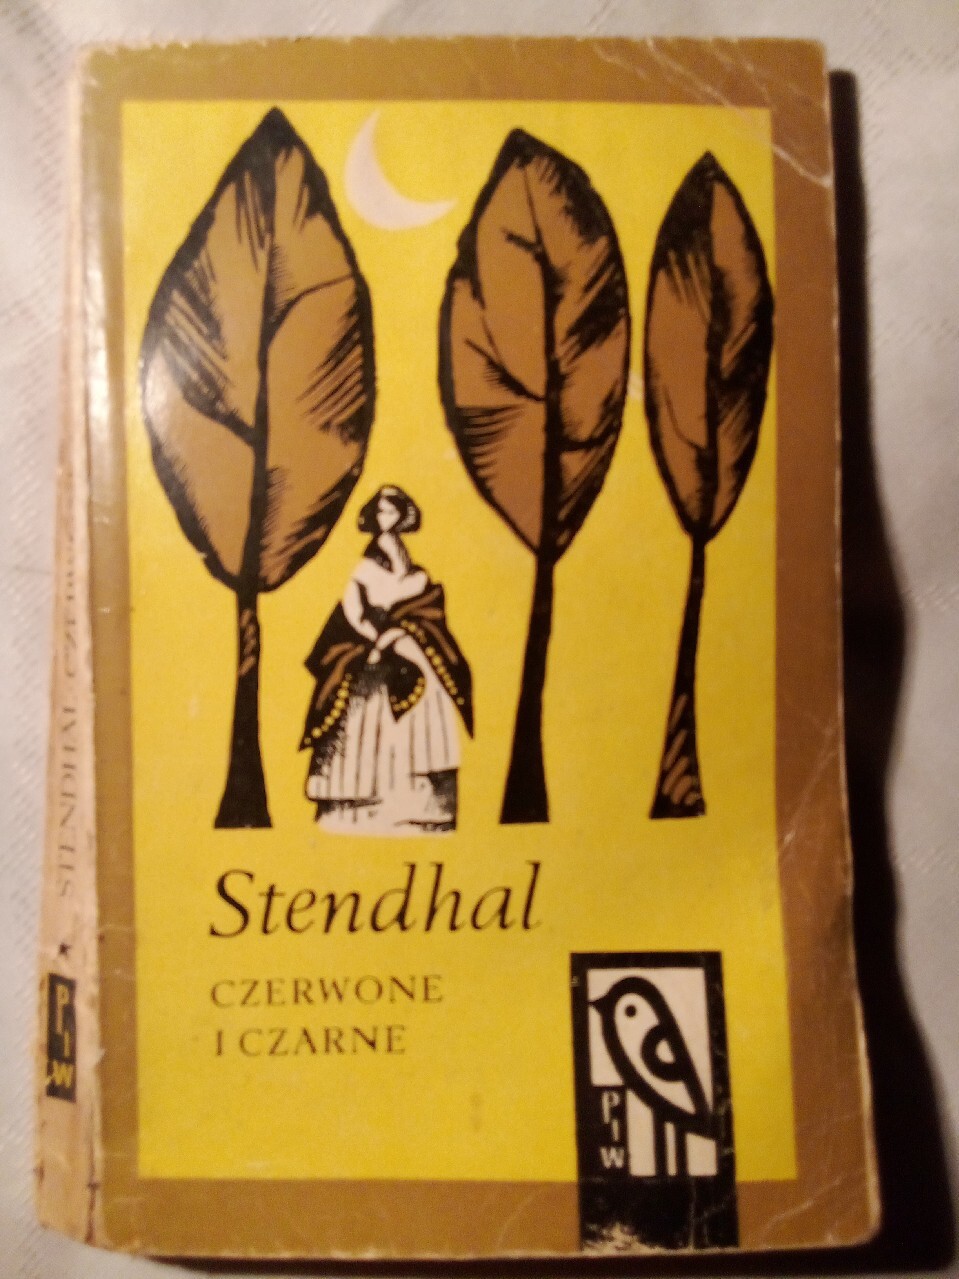 Stendhal
CZERWONE
I CZARNE
PIW
STENDHAL
PIW